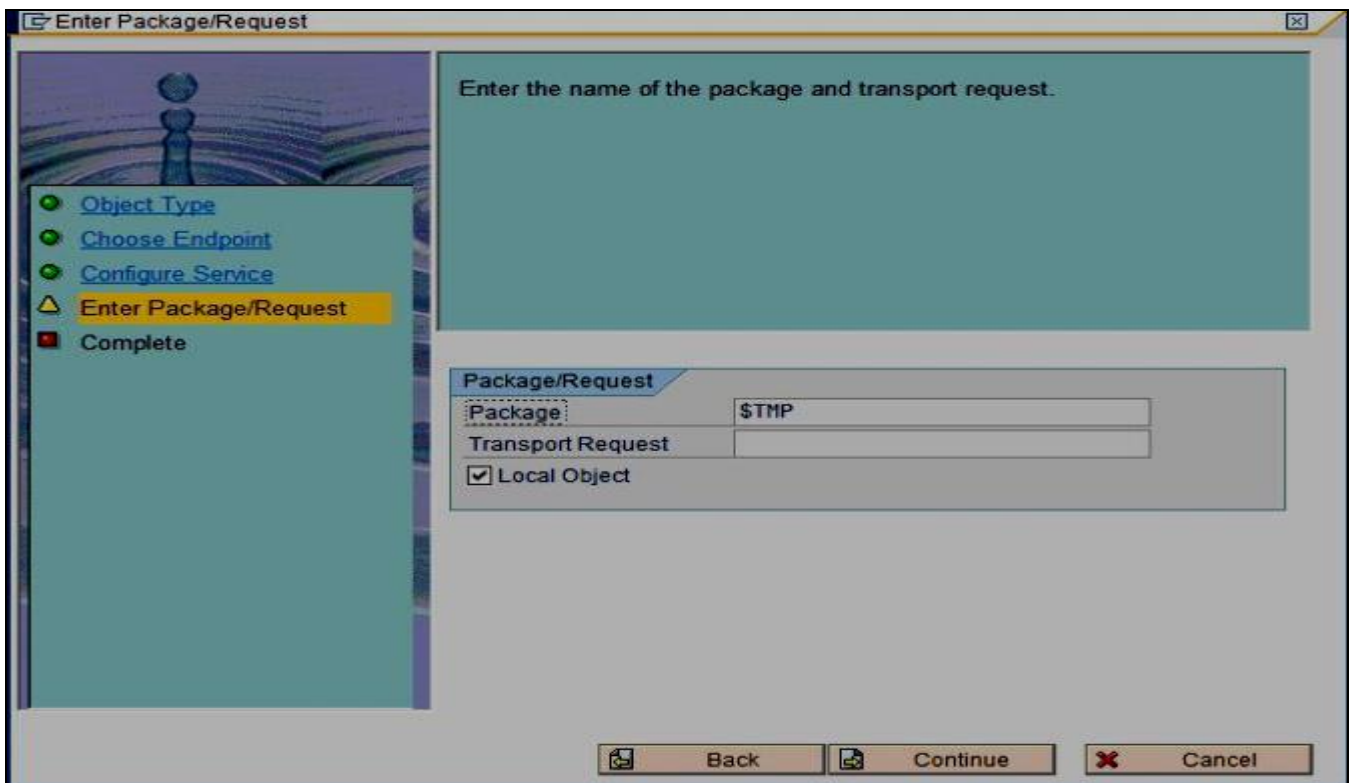 Enter Package/Request
Enter the name of the package and transport request.
Object Type
Choose Endpoint
Configure Service
Enter Package/Request
Complete
Package/Request
Package $TMP
Transport Request
Local Object
Back Continue Cancel